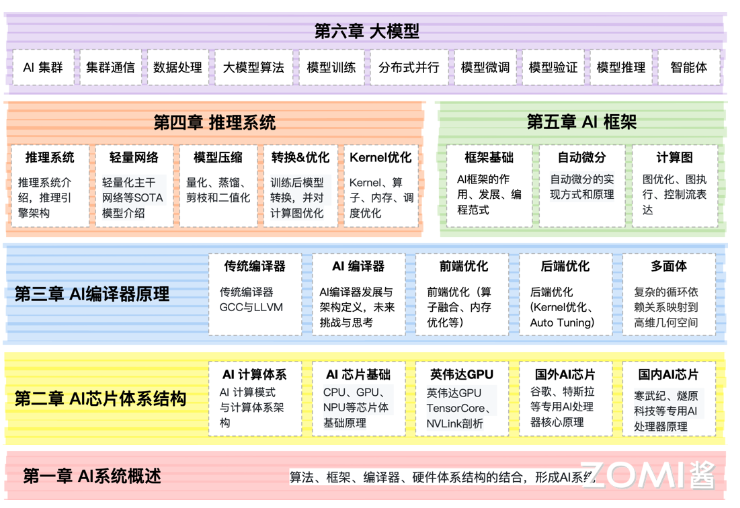 第六章 大模型
AI 集群
集群通信
数据处理
大模型算法
模型训练
分布式并行
模型微调
模型验证
模型推理
智能体
第四章 推理系统
推理系统
推理系统介
绍，推理引
擎架构
轻量网络
轻量化主干
网络等SOTA
模型介绍
模型压缩
量化、蒸馏、
剪枝和二值化
转换&优化
训练后模型
转换，并对
计算图优化
Kernel优化
Kernel、算
子、内存、调
度优化
第五章 AI 框架
框架基础
AI框架的作
用、发展、编
程范式
自动微分
自动微分的实
现方式和原理
计算图
图优化、图执
行、控制流表
达
第三章 AI编译器原理
传统编译器
传统编译器
GCC与LLVM
AI 编译器
AI编译器发展与
架构定义，未来
挑战与思考
前端优化
前端优化（算
子融合、内存
优化等）
后端优化
后端优化
(Kernel优化、
Auto Tuning）
多面体
复杂的循环依
赖关系映射到
高维几何空间
第二章 AI芯片体系结构
AI 计算体系
AI 计算模式
与计算体系架
构
AI 芯片基础
CPU、GPU、
NPU等芯片体
基础原理
英伟达GPU
英伟达GPU
TensorCore、
NVLink剖析
国外AI芯片
谷歌、特斯拉
等专用AI处理
器核心原理
国内AI芯片
寒武纪、燧原
科技等专用AI
处理器原理
第一章 AI系统概述
算法、框架、编译器、硬件体系结构的结合，形成AI系统
ZOMI酱